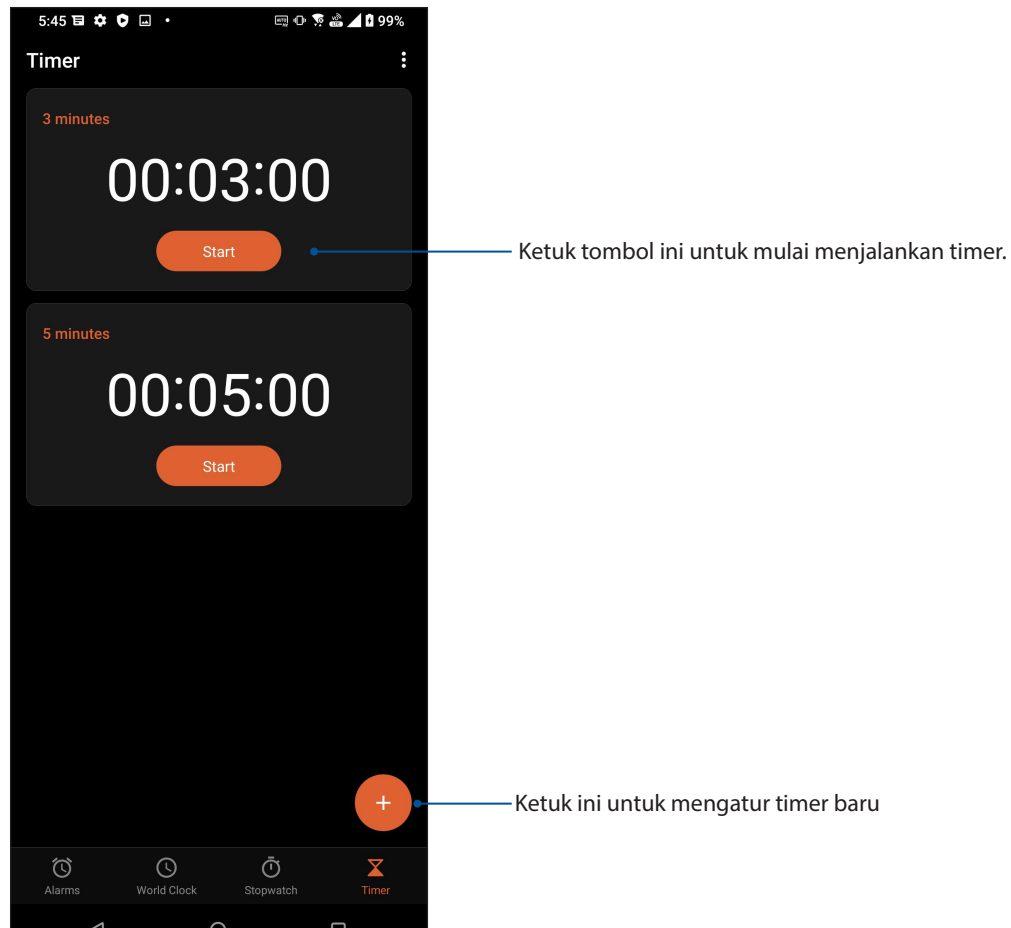 5:45
99%
Timer
3 minutes
00:03:00
Start
Ketuk tombol ini untuk mulai menjalankan timer.
5 minutes
00:05:00
Start
+
Ketuk ini untuk mengatur timer baru
Alarms World Clock Stopwatch Timer